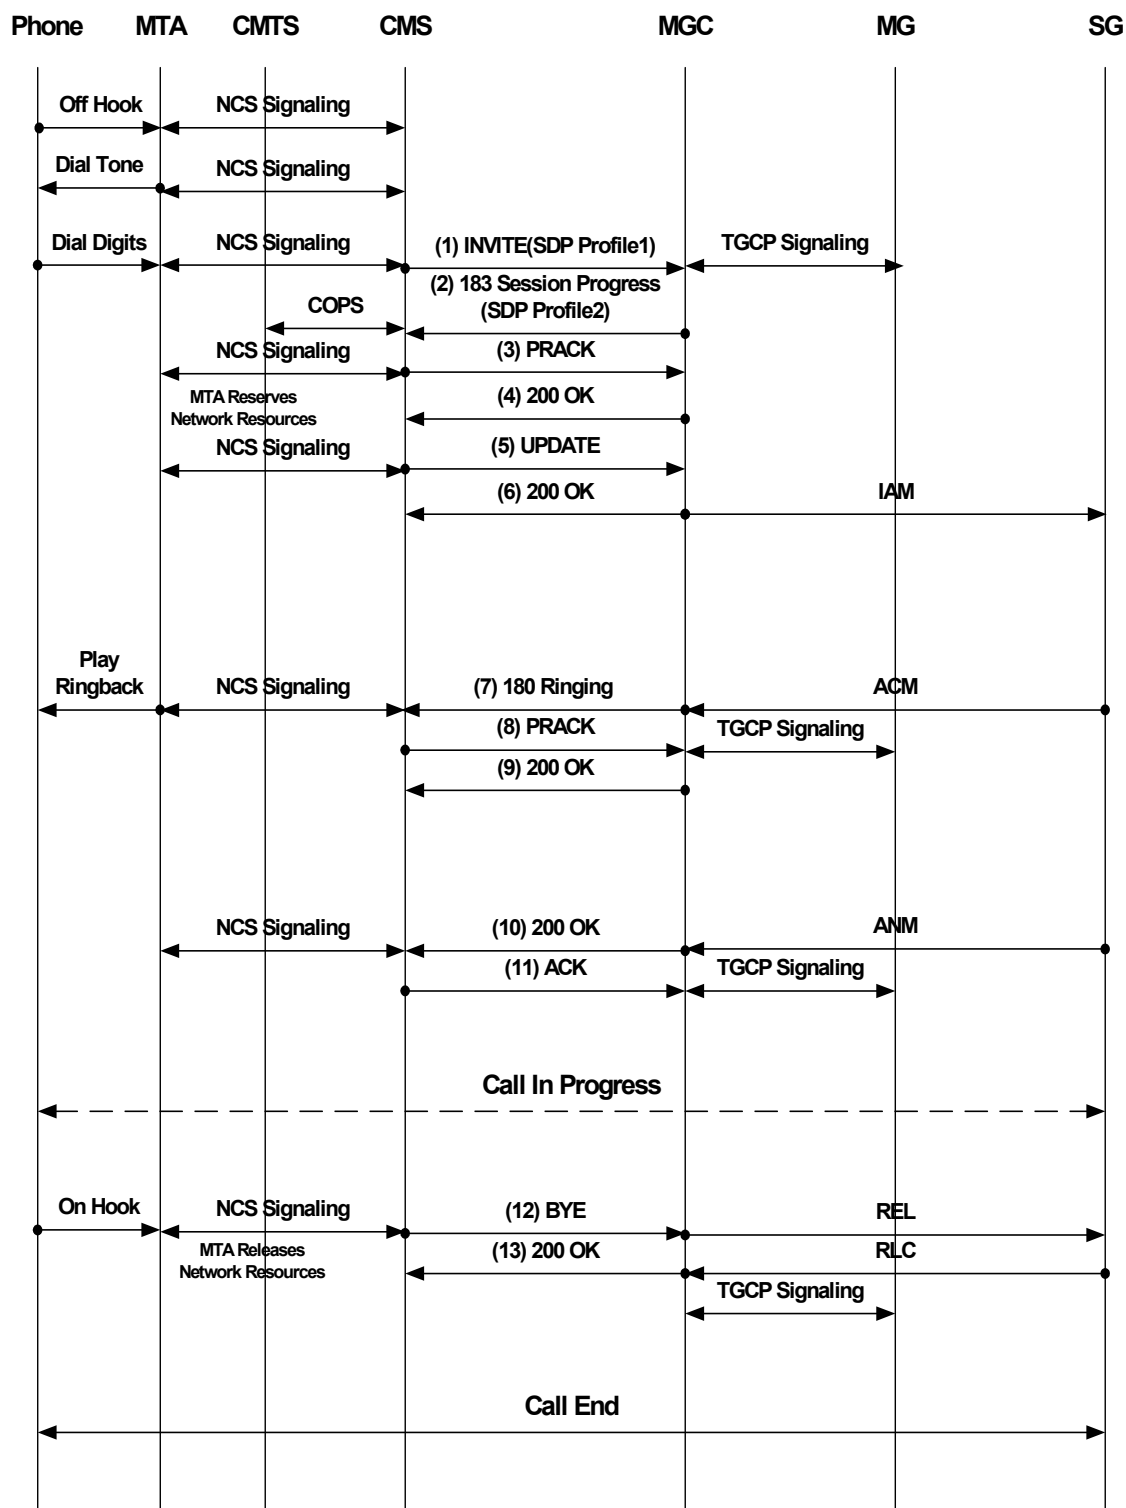 Phone MTA CMTS CMS MGC MG SG
Off Hook NCS Signaling
Dial Tone NCS Signaling
Dial Digits NCS Signaling (1) INVITE(SDP Profile1) TGCP Signaling
(2) 183 Session Progress
(SDP Profile2)
COPS
NCS Signaling (3) PRACK
MTA Reserves
Network Resources
(4) 200 OK
NCS Signaling (5) UPDATE
(6) 200 OK IAM
Play
Ringback NCS Signaling (7) 180 Ringing ACM
(8) PRACK TGCP Signaling
(9) 200 OK
NCS Signaling (10) 200 OK ANM
(11) ACK TGCP Signaling
Call In Progress
On Hook NCS Signaling (12) BYE REL
MTA Releases
Network Resources
(13) 200 OK RLC
TGCP Signaling
Call End